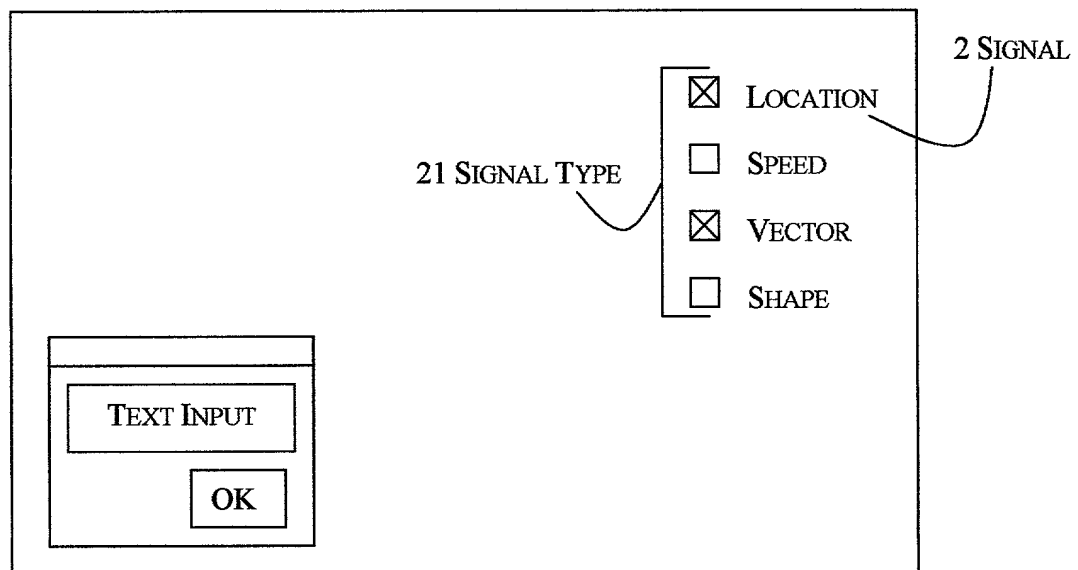 2 SIGNAL
LOCATION
SPEED
21 SIGNAL TYPE
VECTOR
SHAPE
TEXT INPUT
OK